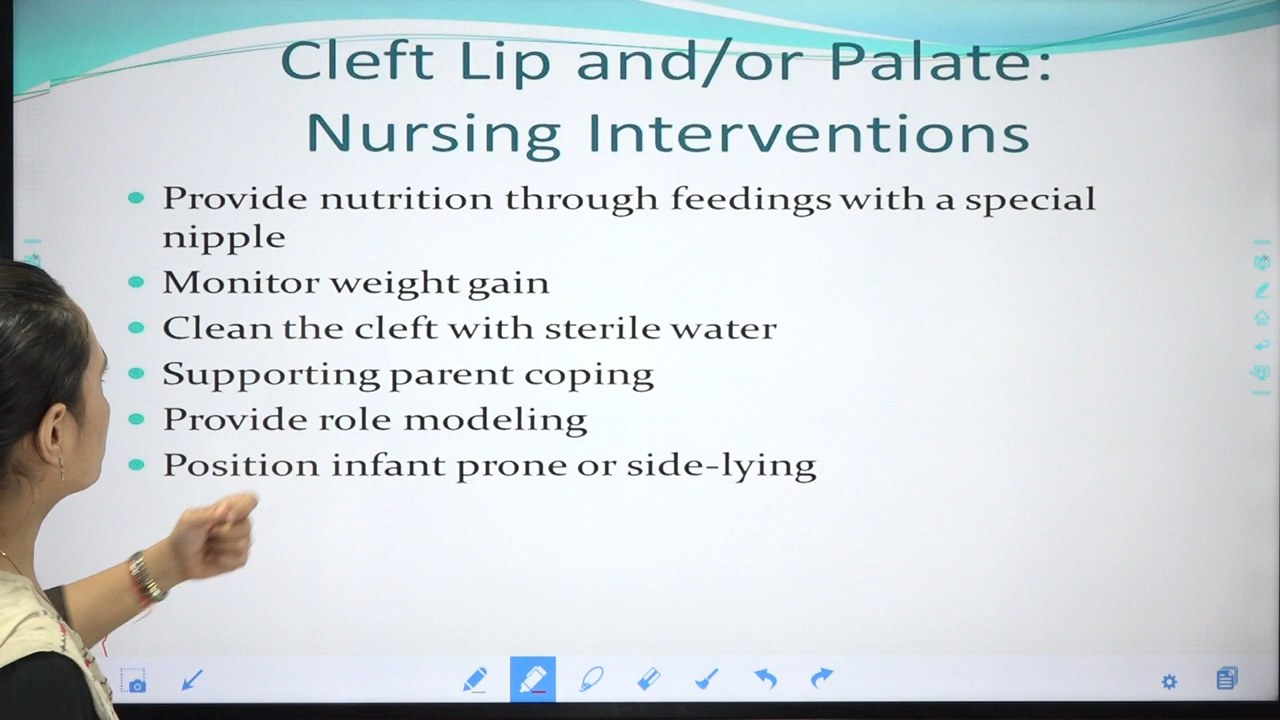 Cleft Lip and/or Palate:
Nursing Interventions
Provide nutrition through feedings with a special
nipple
Monitor weight gain
Clean the cleft with sterile water
Supporting parent coping
Provide role modeling
Position infant prone or side-lying